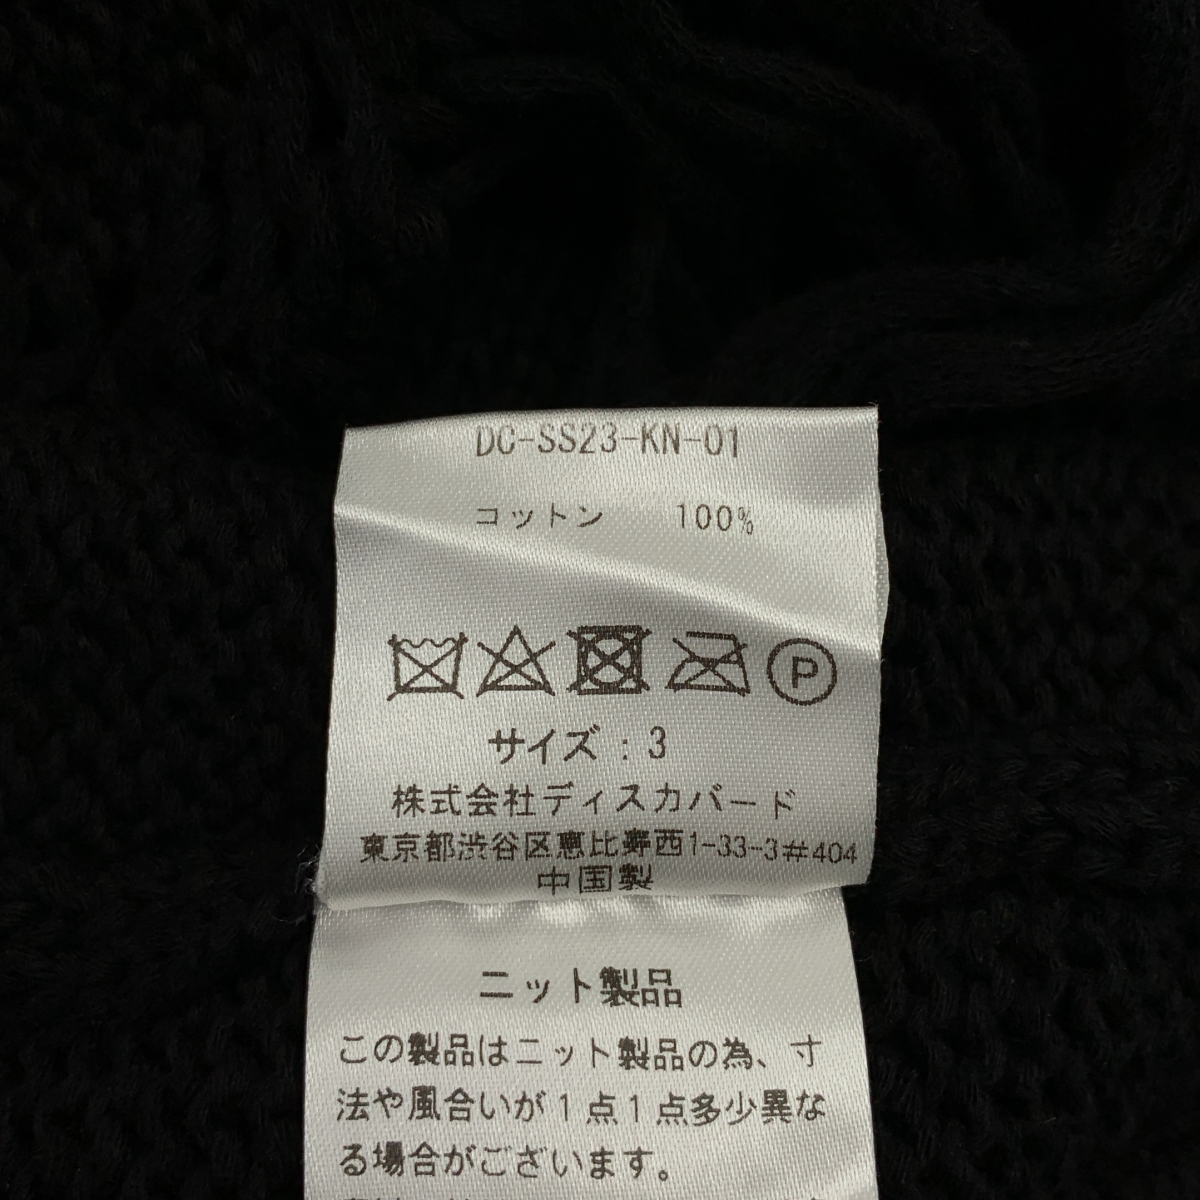 DC-SS23-KN-01
コットン 100%
P
サイズ : 3
株式会社ディスカバード
東京都渋谷区恵比寿西1-33-3#404
中国製
ニット製品
この製品はニット製品の為、寸
法や風合いが1点1点多少異な
る場合がございます。